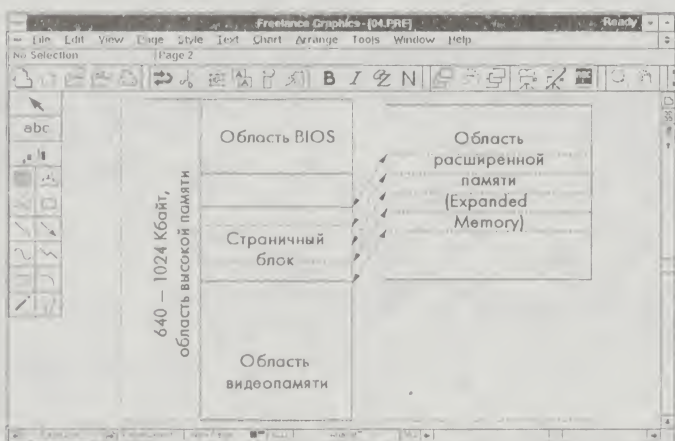 Freelance Graphics - [04.PRE]
Ready
File Edit View Page Style Text Chart Arrange Tools Window Help
No Selection
Page 2
B I N
abc
640 – 1024 Кбайт,
область высокой памяти
Область BIOS
Страничный
блок
Область
видеопамяти
Область
расширенной
памяти
(Expanded
Memory)